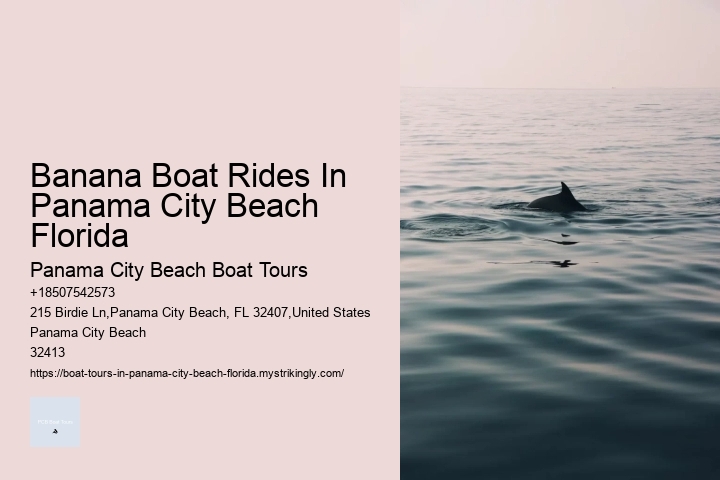 Banana Boat Rides In
Panama City Beach
Florida
Panama City Beach Boat Tours
+18507542573
215 Birdie Ln,Panama City Beach, FL 32407,United States
Panama City Beach
32413
https://boat-tours-in-panama-city-beach-florida.mystrikingly.com/